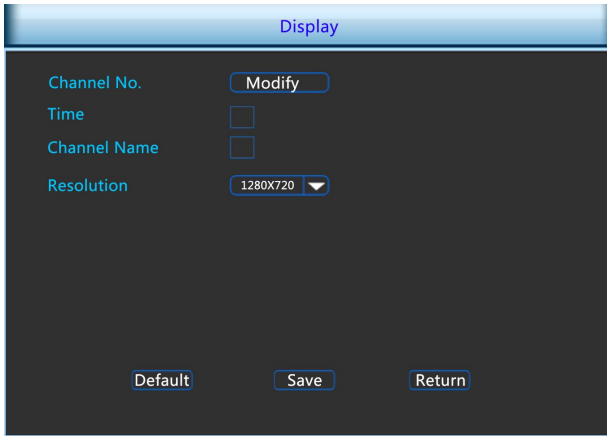 Display
Channel No. Modify
Time
Channel Name
Resolution 1280X720
Default Save Return